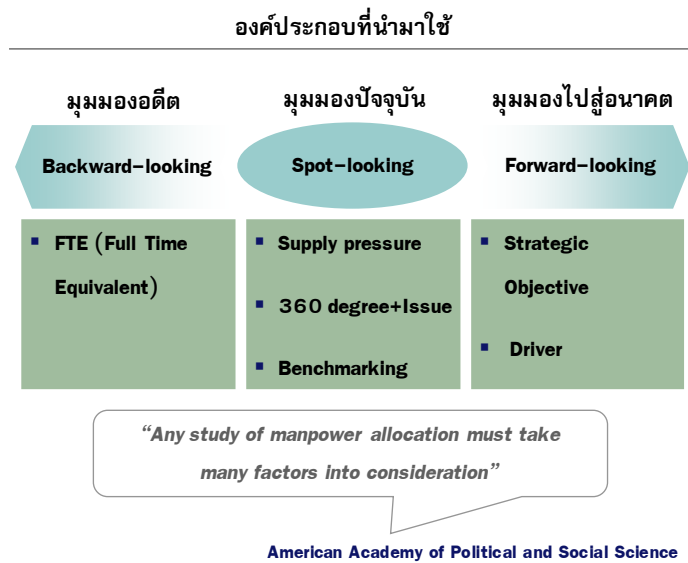 องค์ประกอบที่นำมาใช้
มุมมองอดีต
มุมมองปัจจุบัน
มุมมองไปสู่อนาคต
Backward-looking
Spot-looking
Forward-looking
FTE (Full Time
Equivalent)
Supply pressure
360 degree+Issue
Benchmarking
Strategic
Objective
Driver
“Any study of manpower allocation must take
many factors into consideration”
American Academy of Political and Social Science